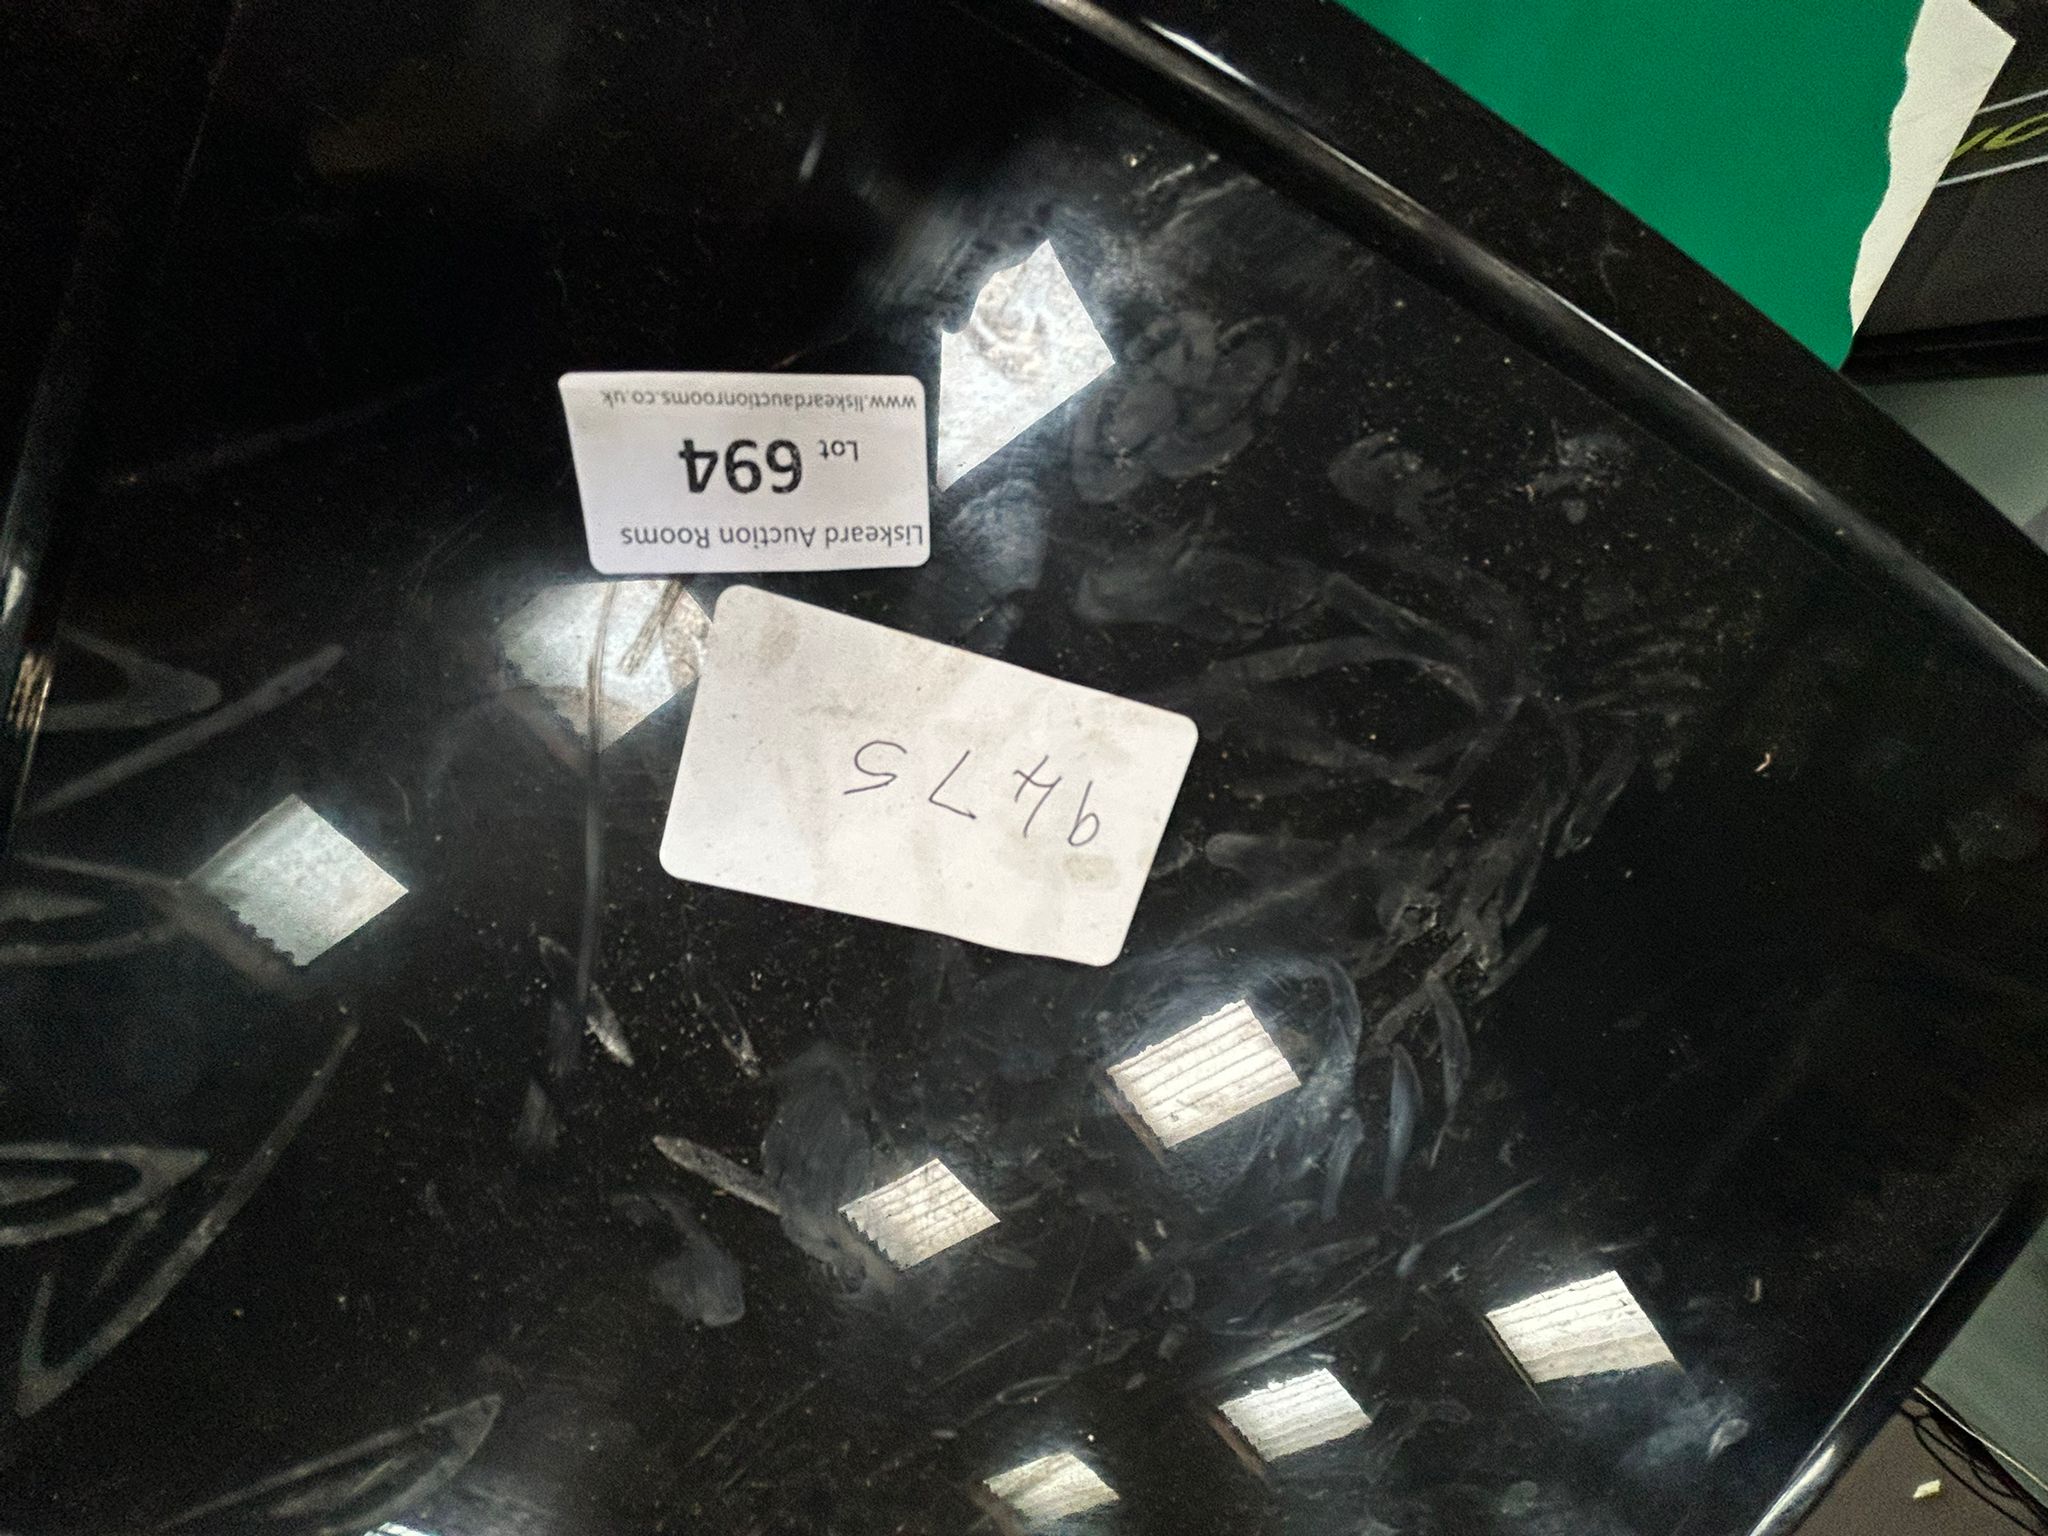 Liskeard Auction Rooms
Lot 694
www.liskeardauctionrooms.co.uk
9475